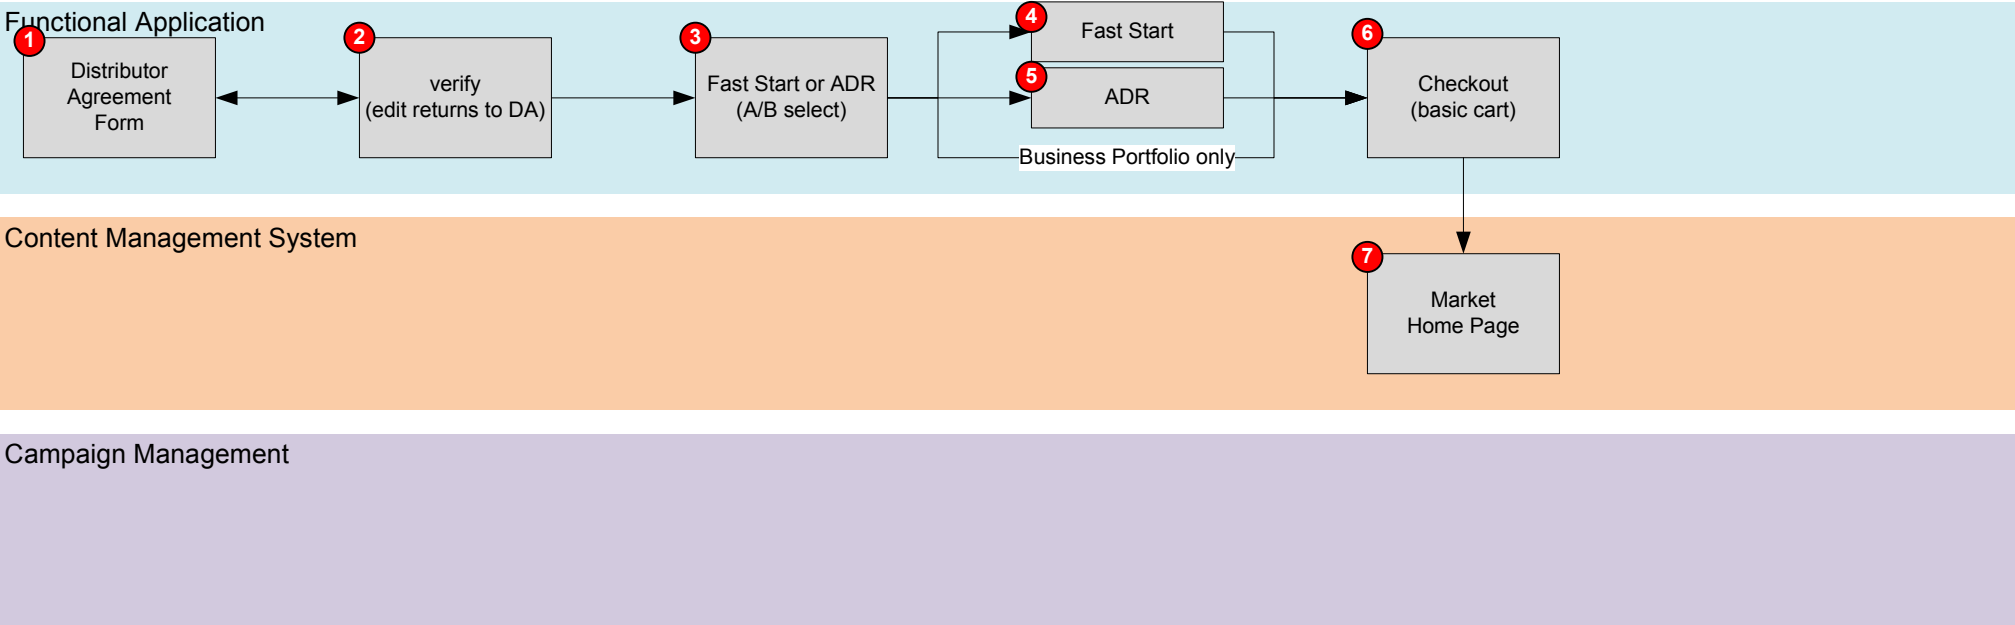 Functional Application
1
Distributor
Agreement
Form
2
verify
(edit returns to DA)
3
Fast Start or ADR
(A/B select)
4
Fast Start
5
ADR
Business Portfolio only
6
Checkout
(basic cart)
Content Management System
7
Market
Home Page
Campaign Management